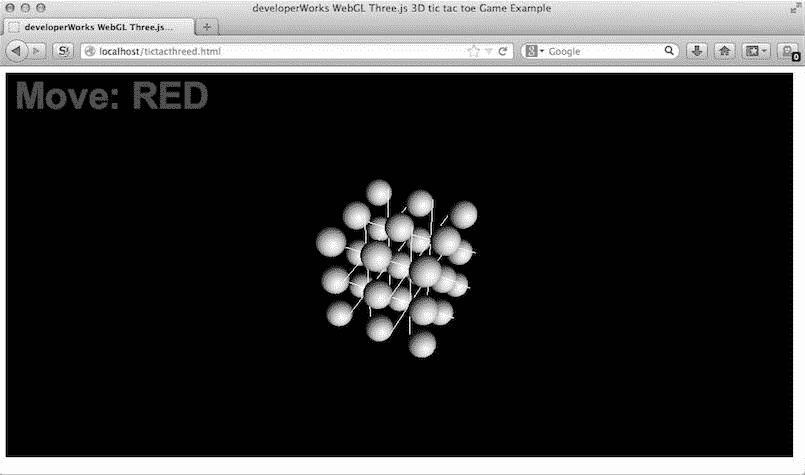 developerWorks WebGL Three.js 3D tic tac toe Game Example
developerWorks WebGL Three.js...
localhost/tictacthreed.html
Google
0
Move: RED